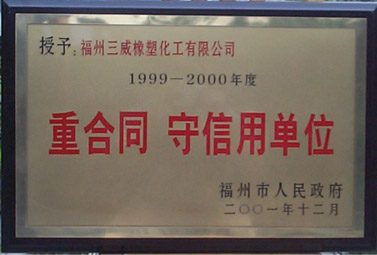 授予：福州三威橡塑化工有限公司
1999－2000年度
重合同 守信用单位
福州市人民政府
二〇〇一年十二月